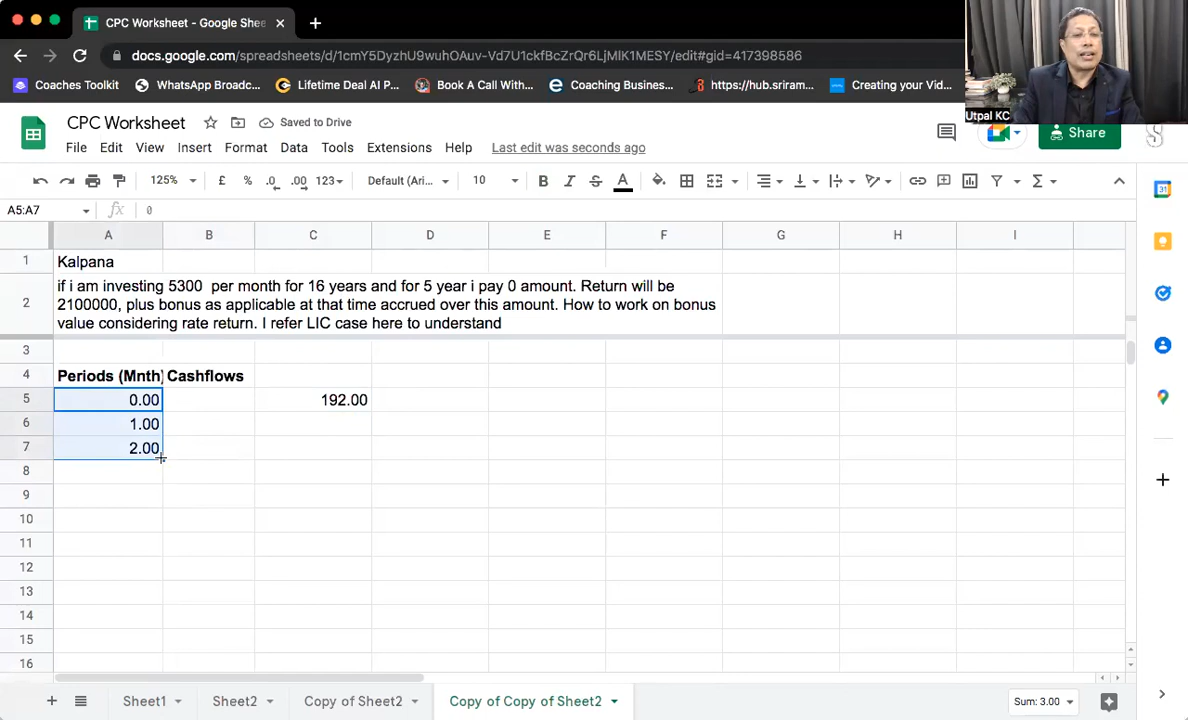 CPC Worksheet - Google Shee
docs.google.com/spreadsheets/d/1cmY5DyzhU9wuhOAuv-Vd7U1ckfBcZrQr6LjMIK1MESY/edit#gid=417398586
Coaches Toolkit
WhatsApp Broadc...
Lifetime Deal AI P...
Book A Call With...
Coaching Busines...
https://hub.sriram...
Creating your Vid..
Utpal KC
CPC Worksheet
Saved to Drive
File Edit View Insert Format Data Tools Extensions Help Last edit was seconds ago
Share
125% £ % .0 .00 123 Default (Ari... 10 B I S A Σ
31
A5:A7 fx 0
A B C D E F G H I
1 Kalpana
2 if i am investing 5300 per month for 16 years and for 5 year i pay 0 amount. Return will be
2100000, plus bonus as applicable at that time accrued over this amount. How to work on bonus
value considering rate return. I refer LIC case here to understand
3
4 Periods (Mnth) Cashflows
5 0.00 192.00
6 1.00
7 2.00
8
9
10
11
12
13
14
15
16
Sheet1 Sheet2 Copy of Sheet2 Copy of Copy of Sheet2 Sum: 3.00